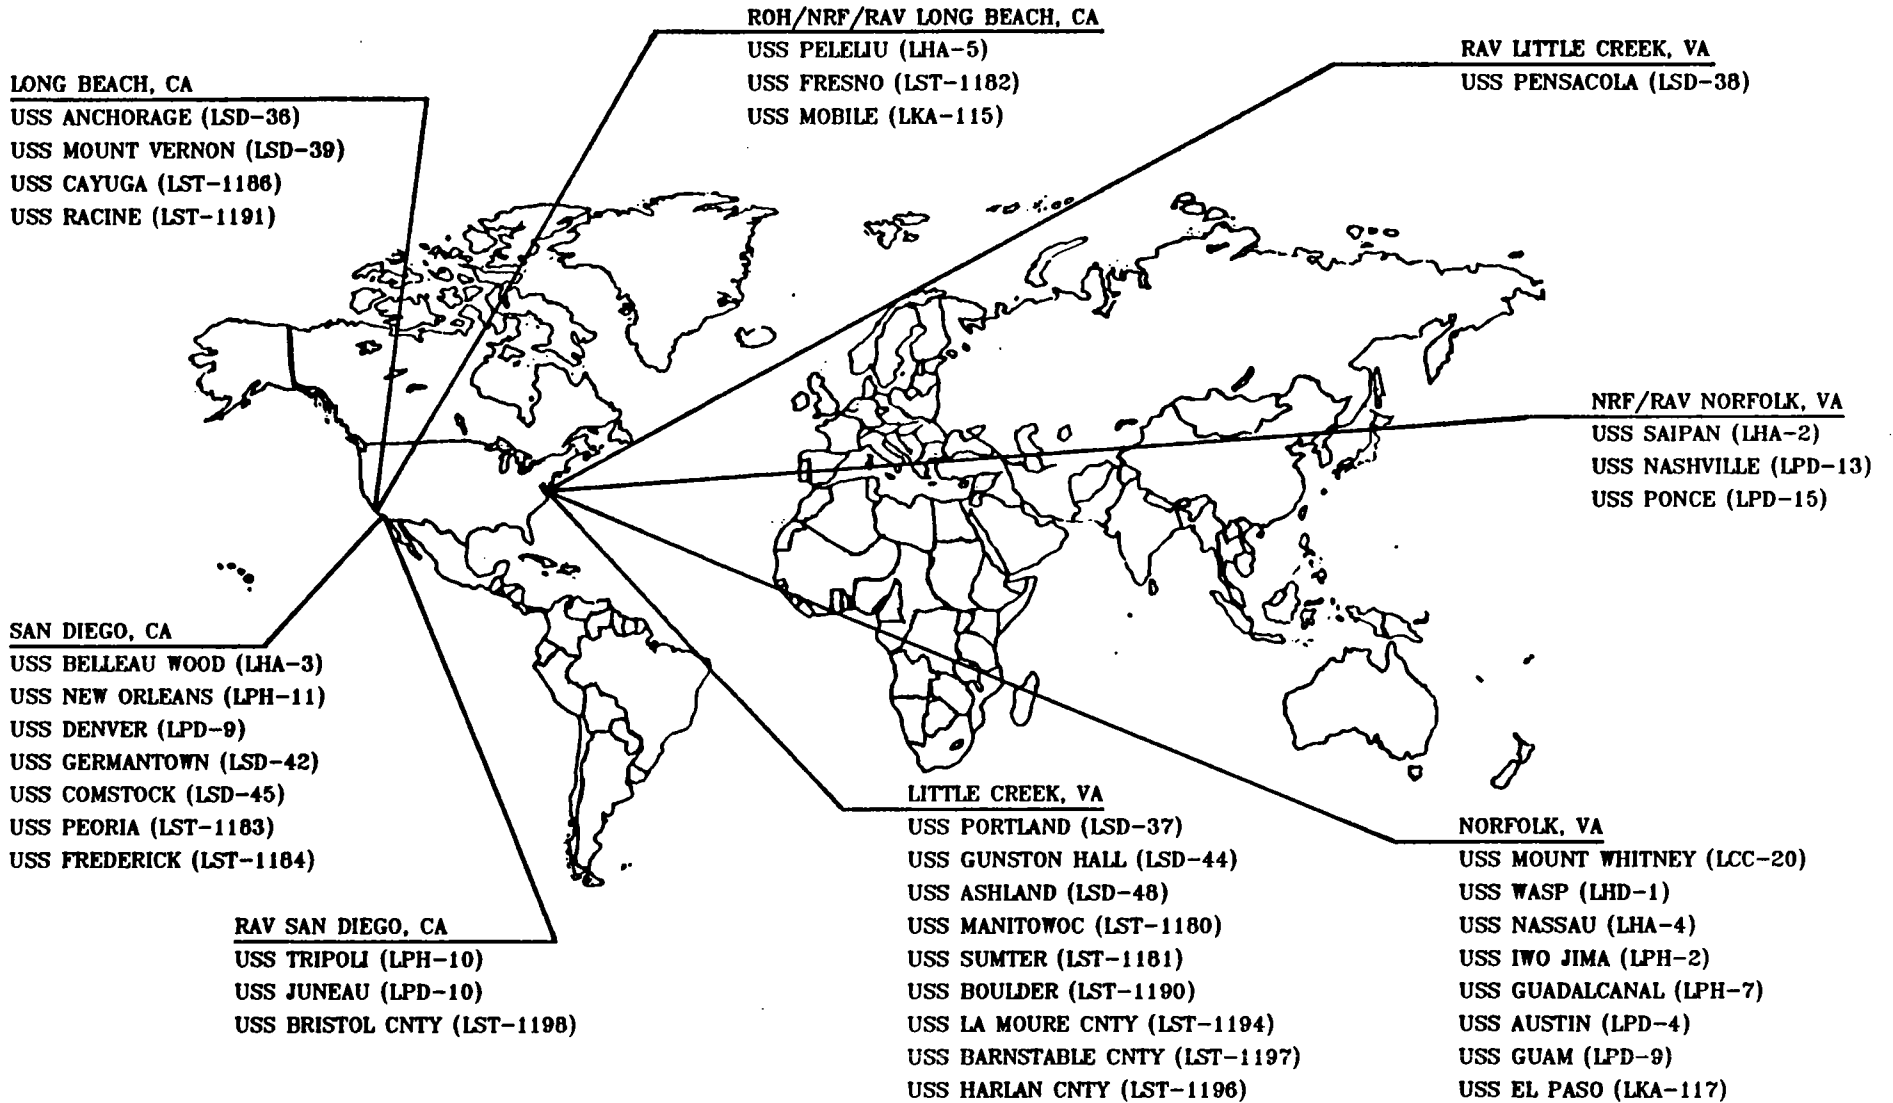 ROH/NRF/RAV LONG BEACH, CA
USS PELELIU (LHA-5)
USS FRESNO (LST-1182)
USS MOBILE (LKA-115)
RAV LITTLE CREEK, VA
USS PENSACOLA (LSD-38)
LONG BEACH, CA
USS ANCHORAGE (LSD-36)
USS MOUNT VERNON (LSD-39)
USS CAYUGA (LST-1186)
USS RACINE (LST-1191)
NRF/RAV NORFOLK, VA
USS SAIPAN (LHA-2)
USS NASHVILLE (LPD-13)
USS PONCE (LPD-15)
SAN DIEGO, CA
USS BELLEAU WOOD (LHA-3)
USS NEW ORLEANS (LPH-11)
USS DENVER (LPD-9)
USS GERMANTOWN (LSD-42)
USS COMSTOCK (LSD-45)
USS PEORIA (LST-1183)
USS FREDERICK (LST-1184)
RAV SAN DIEGO, CA
USS TRIPOLI (LPH-10)
USS JUNEAU (LPD-10)
USS BRISTOL CNTY (LST-1198)
LITTLE CREEK, VA
USS PORTLAND (LSD-37)
USS GUNSTON HALL (LSD-44)
USS ASHLAND (LSD-48)
USS MANITOWOC (LST-1180)
USS SUMTER (LST-1181)
USS BOULDER (LST-1190)
USS LA MOURE CNTY (LST-1194)
USS BARNSTABLE CNTY (LST-1197)
USS HARLAN CNTY (LST-1196)
NORFOLK, VA
USS MOUNT WHITNEY (LCC-20)
USS WASP (LHD-1)
USS NASSAU (LHA-4)
USS IWO JIMA (LPH-2)
USS GUADALCANAL (LPH-7)
USS AUSTIN (LPD-4)
USS GUAM (LPD-9)
USS EL PASO (LKA-117)